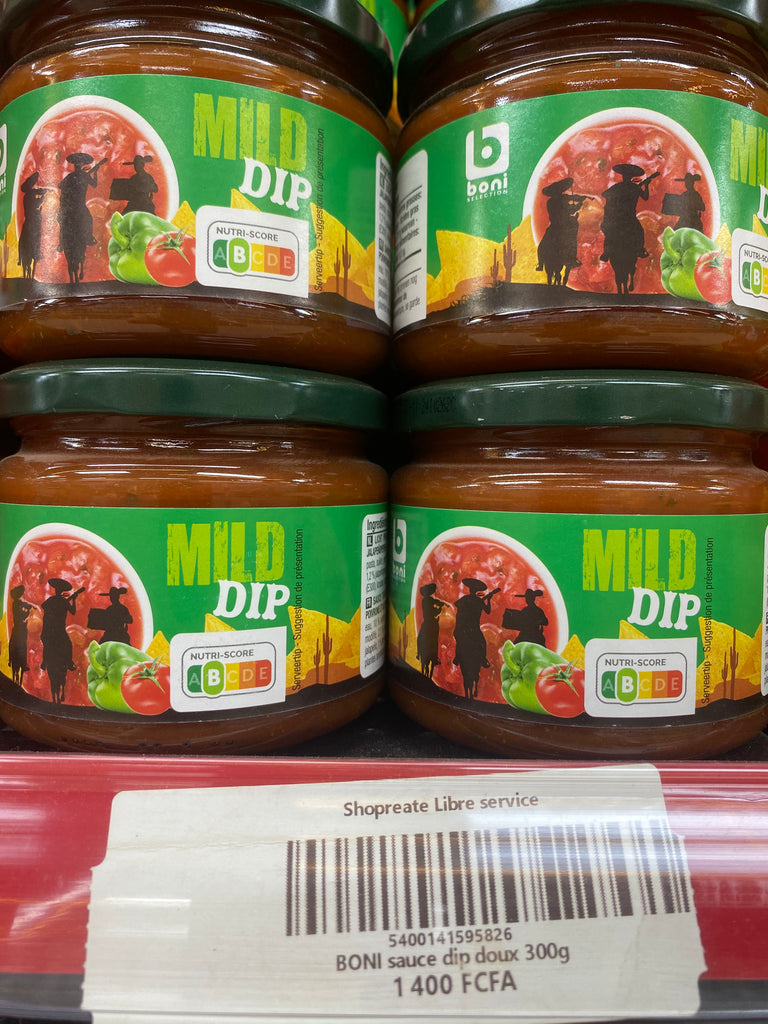 MILD
DIP
NUTRI-SCORE
A B C D E
Serveertip - Suggestion de présentation
boni
SELECTION
NUTRI-SCORE
MILD
DIP
NUTRI-SCORE
A B C D E
Serveertip - Suggestion de présentation
boni
MILD
DIP
NUTRI-SCORE
A B C D E
Serveertip - Suggestion de présentation
Shopreate Libre service
5400141595826
BONI sauce dip doux 300g
1 400 FCFA